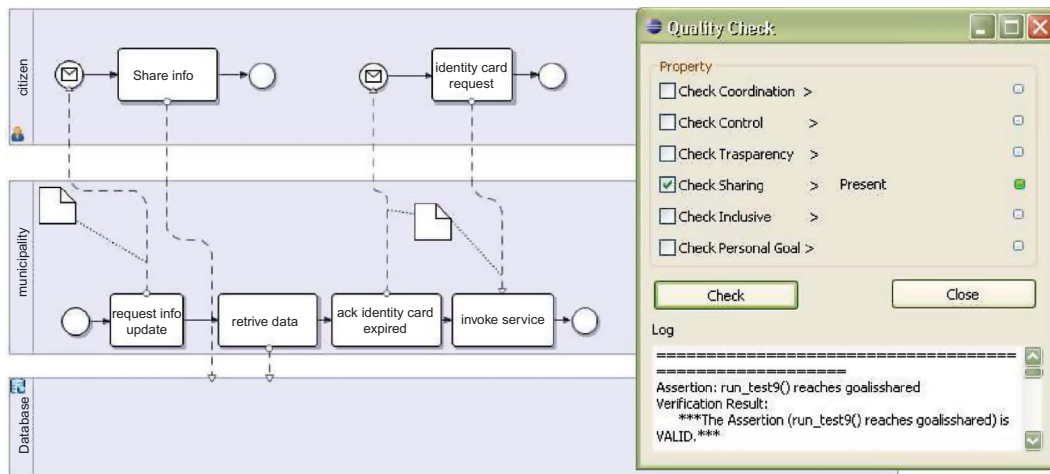 citizen
Share info
identity card
request
municipality
request info
update
retrive data
ack identity card
expired
invoke service
Database
Quality Check
Property
Check Coordination >
Check Control >
Check Trasparency >
Check Sharing > Present
Check Inclusive >
Check Personal Goal >
Check
Close
Log
=====================================
===================
Assertion: run_test9() reaches goalisshared
Verification Result:
***The Assertion (run_test9() reaches goalisshared) is
VALID.***